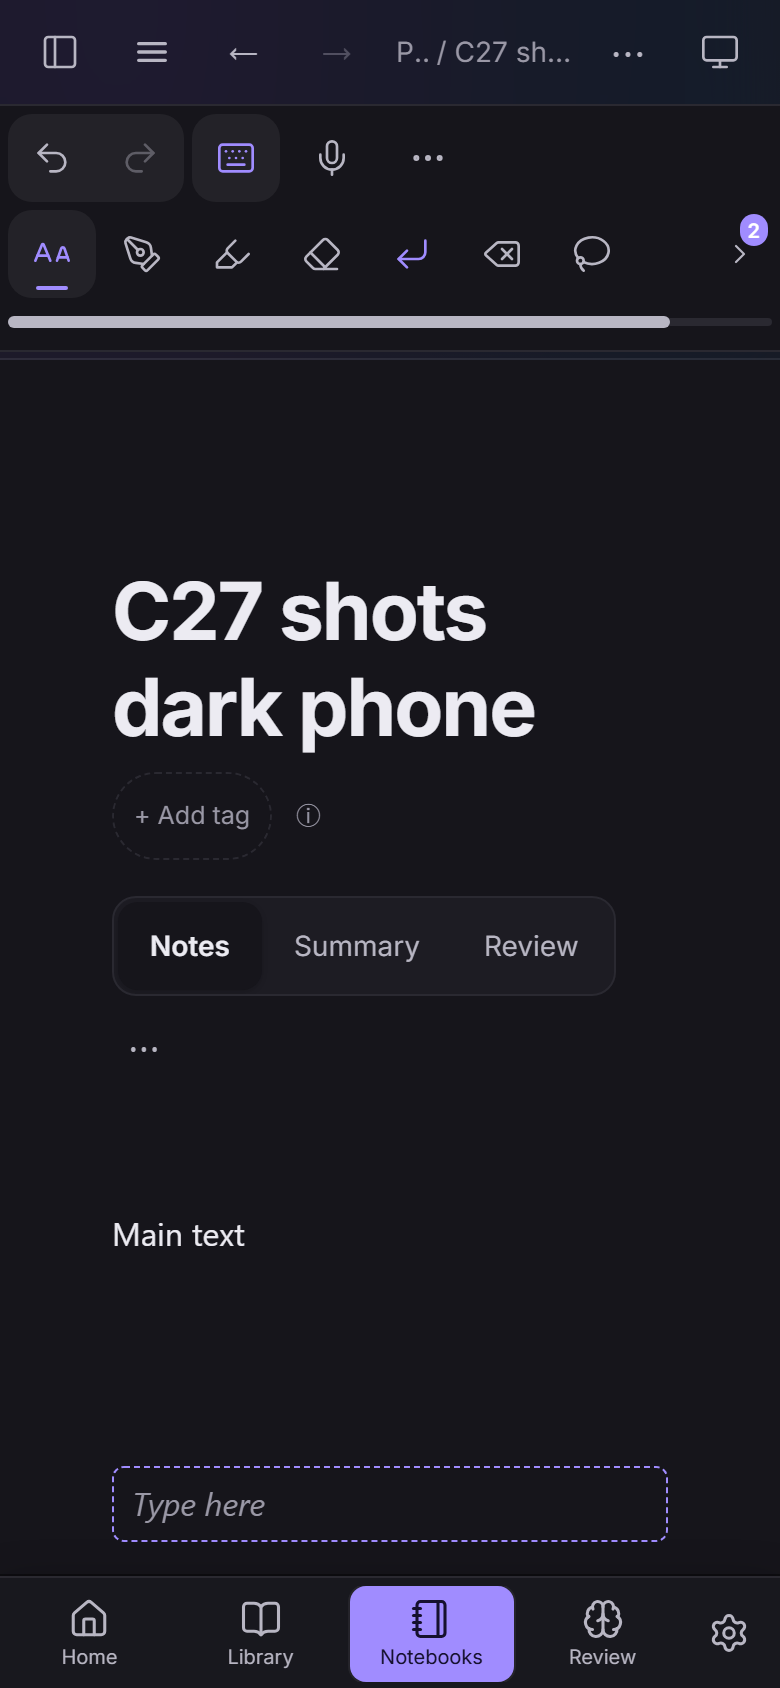 P.. / C27 sh...
2
C27 shots
dark phone
+ Add tag
Notes Summary Review
Main text
Type here
Home Library Notebooks Review